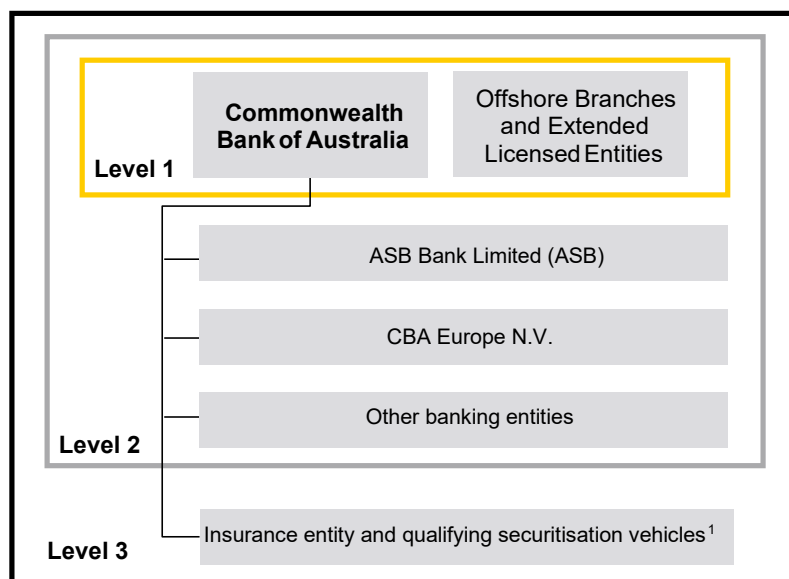 Commonwealth
Bank of Australia
Offshore Branches
and Extended
Licensed Entities
Level 1
ASB Bank Limited (ASB)
CBA Europe N.V.
Other banking entities
Level 2
Insurance entity and qualifying securitisation vehicles¹
Level 3